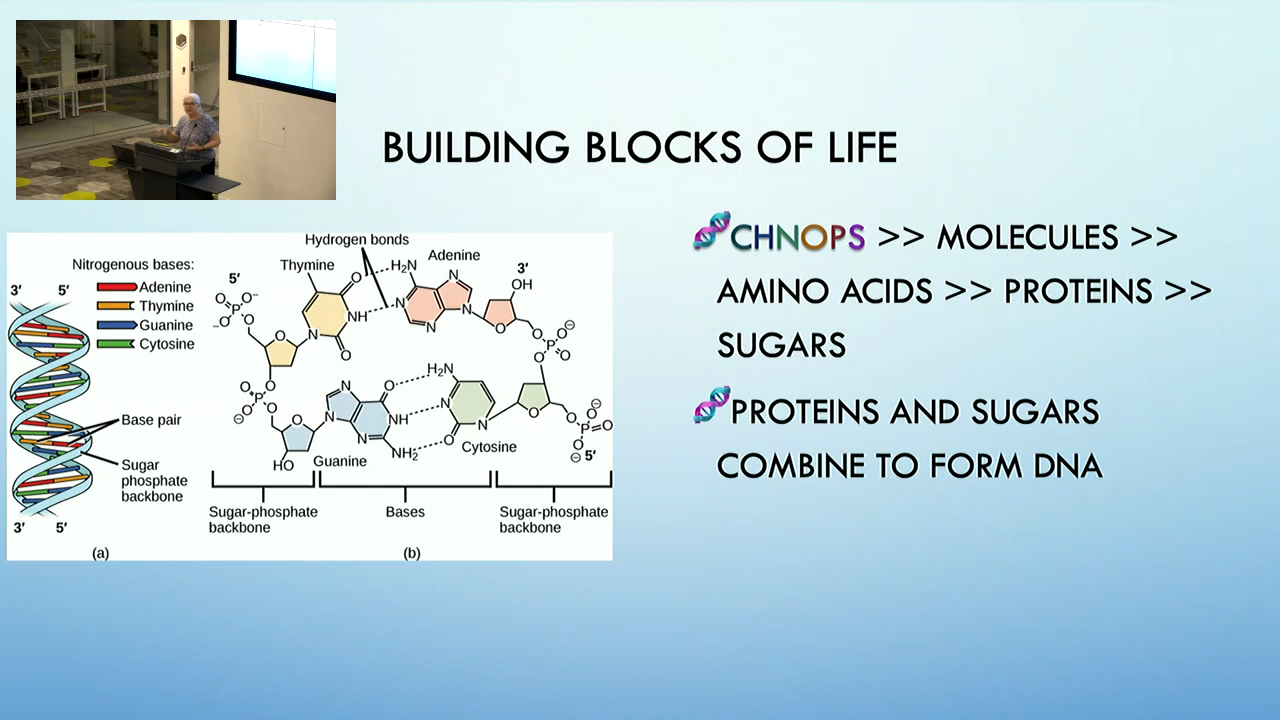 BUILDING BLOCKS OF LIFE
CHNOPS >> MOLECULES >>
AMINO ACIDS >> PROTEINS >>
SUGARS
PROTEINS AND SUGARS
COMBINE TO FORM DNA
Nitrogenous bases:
Adenine
Thymine
Guanine
Cytosine
3′ 5′
Base pair
Sugar
phosphate
backbone
3′ 5′
(a)
Hydrogen bonds
Thymine
Adenine
5′
3′
O
H₂N
N
OH
O
P
O⁻
⁻O
O
O
N
NH
O
N
N
N
O
O
P
O
O
⊖
O
O
P
O
O
⊖
O
N
N
O
NH
N
NH₂
H₂N
N
N
O
O
O
O
P
O
O
⊖
⊖
5′
HO
Guanine
Cytosine
Sugar-phosphate
backbone
Bases
Sugar-phosphate
backbone
(b)